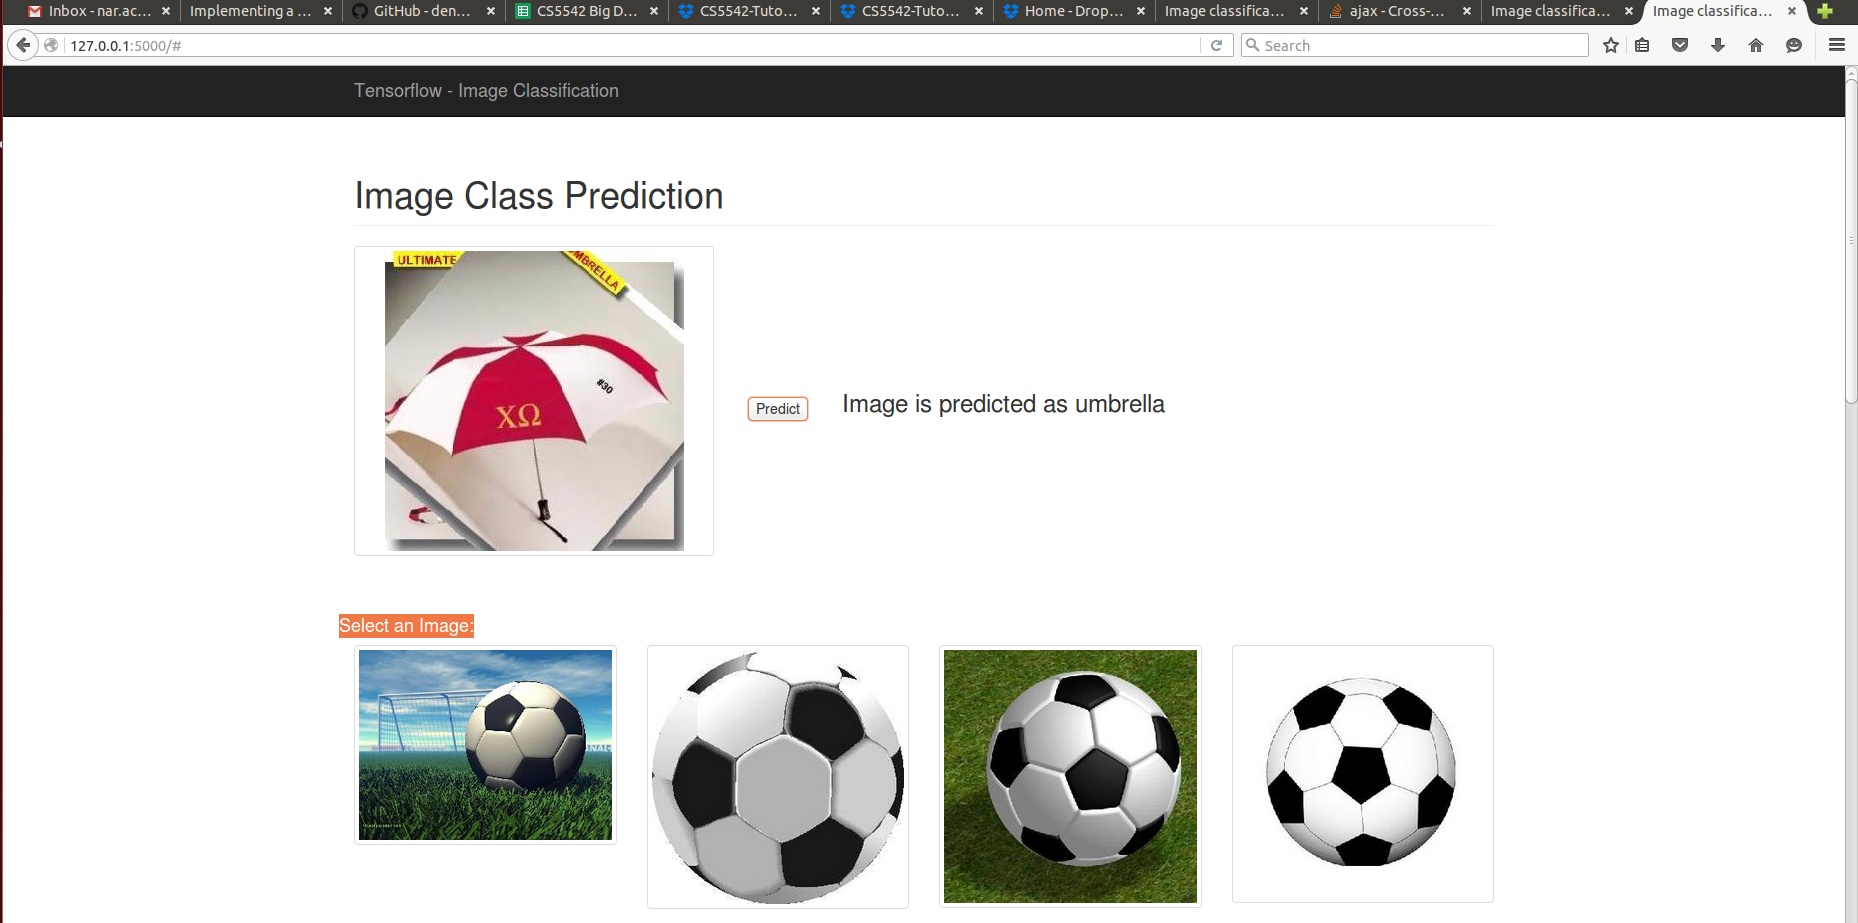 Inbox - nar.ac...
Implementing a ...
GitHub - den...
CS5542 Big D...
CS5542-Tuto...
CS5542-Tuto...
Home - Drop...
Image classifica...
ajax - Cross-...
Image classifica...
Image classifica...
127.0.0.1:5000/#
Search
Tensorflow - Image Classification
Image Class Prediction
ULTIMATE
UMBRELLA
#30
ΧΩ
Predict
Image is predicted as umbrella
Select an Image: